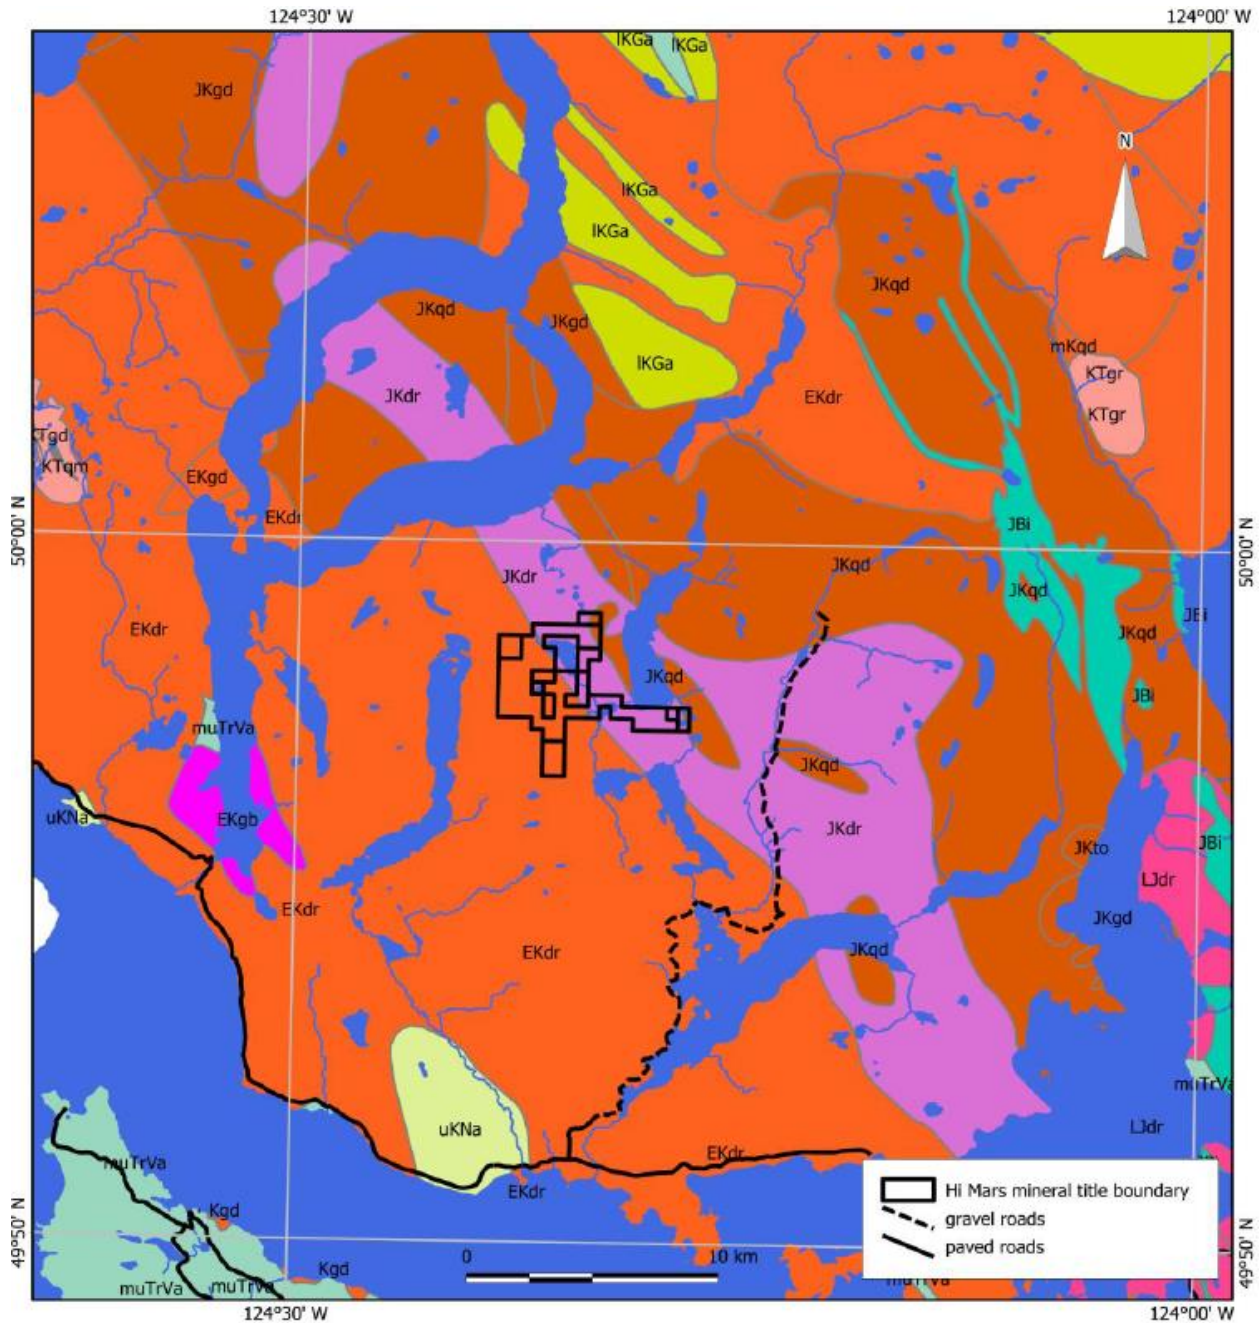 124°30' W
124°00' W
lKGa
lKGa
JKgd
N
lKGa
lKGa
JKqd
JKqd
JKgd
mKqd
lKGa
KTgr
JKdr
EKdr
KTgr
Tgd
KTqm
EKgd
EKdr
JBi
50°00' N
50°00' N
JKqd
JKdr
JKqd
JBi
EKdr
JKqd
JKqd
JBi
muTrVa
JKqd
uKNa
EKgb
JKdr
JKto
JBi
LJdr
EKdr
JKgd
EKdr
JKqd
muTrVa
uKNa
LJdr
EKdr
muTrVa
EKdr
Hi Mars mineral title boundary
Kgd
gravel roads
49°50' N
49°50' N
paved roads
0
10 km
Kgd
muTrVa
muTrVa
muTrVa
124°30' W
124°00' W